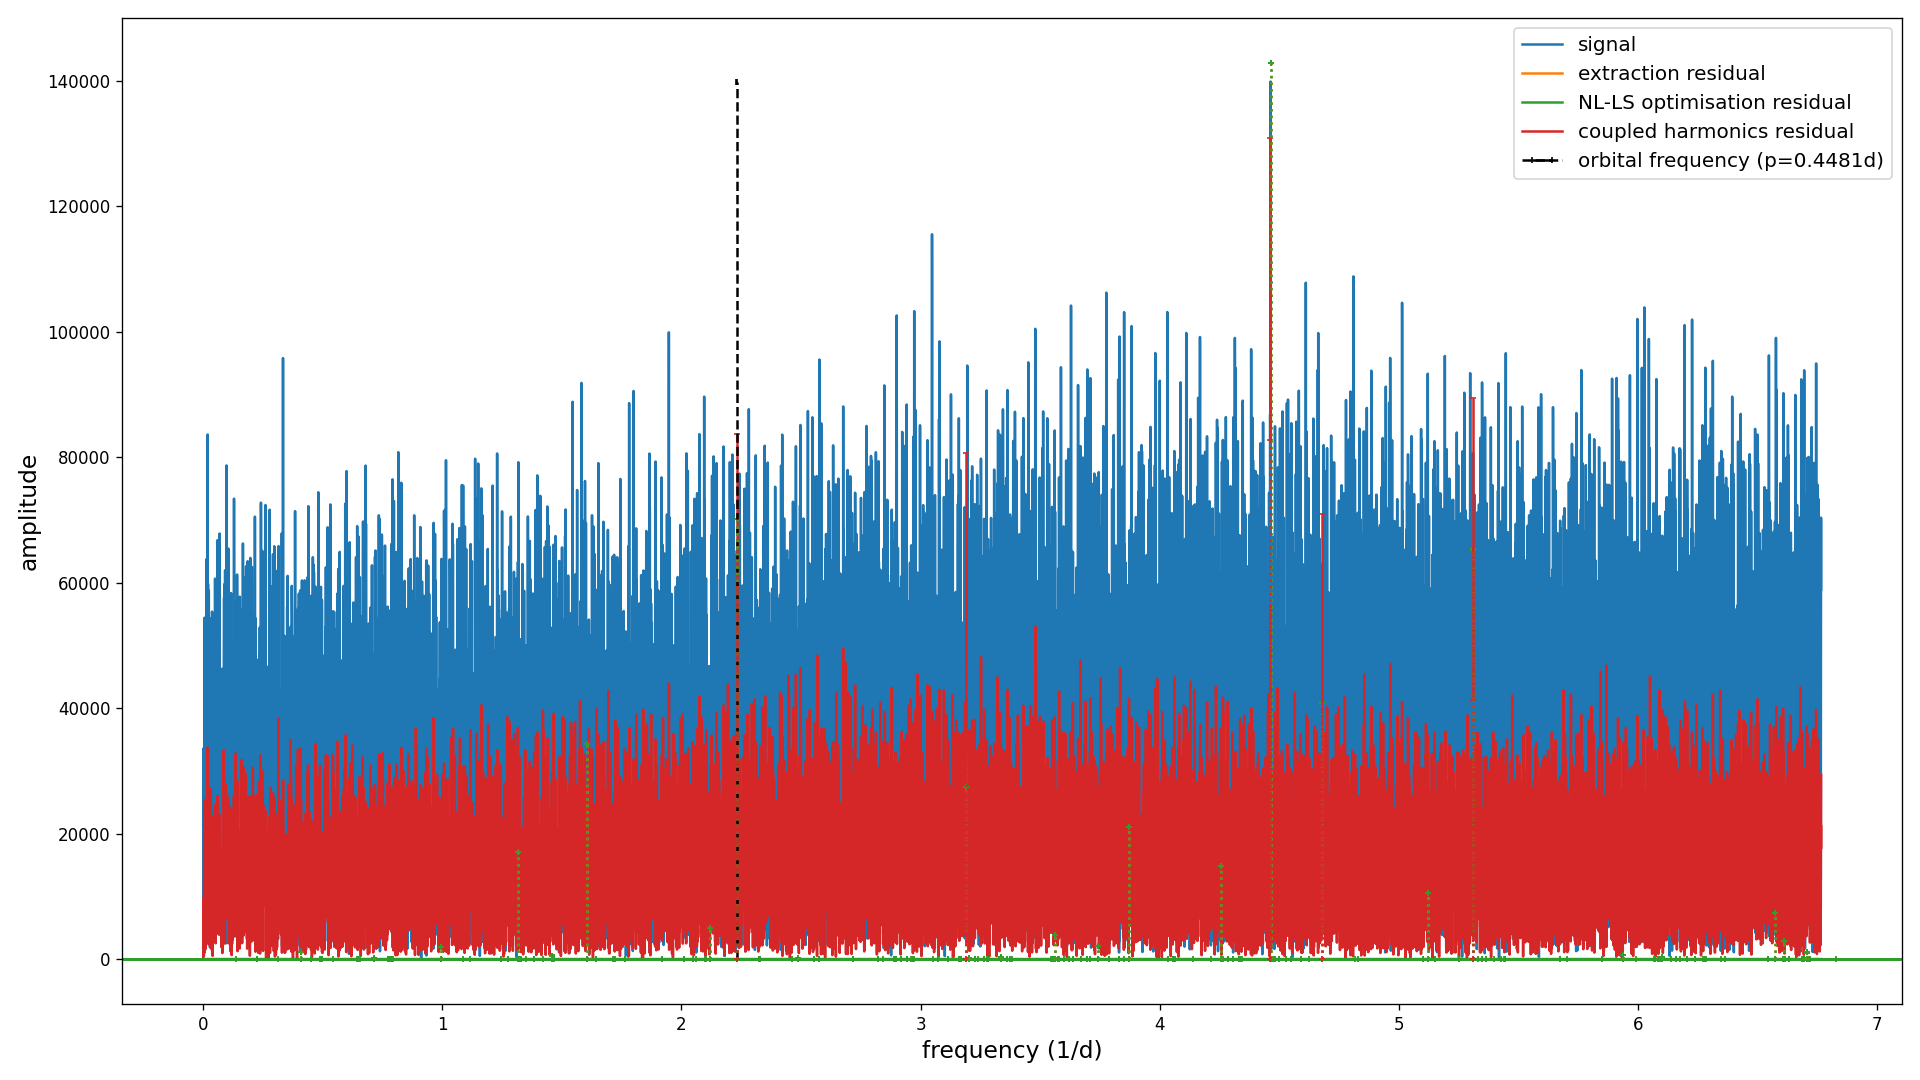 signal
extraction residual
NL-LS optimisation residual
coupled harmonics residual
orbital frequency (p=0.4481d)
amplitude
140000
120000
100000
80000
60000
40000
20000
0
0 1 2 3 4 5 6 7
frequency (1/d)